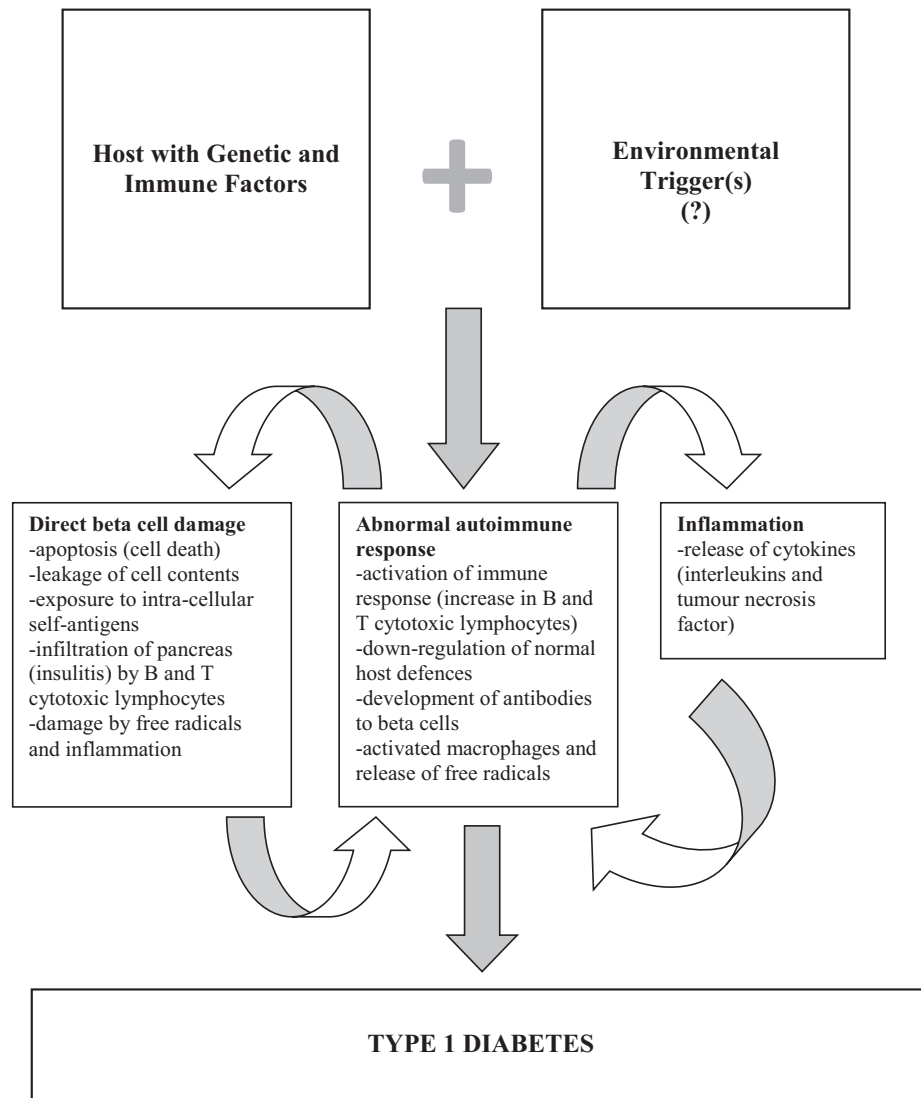 Host with Genetic and
Immune Factors
Environmental
Trigger(s)
(?)
Direct beta cell damage
-apoptosis (cell death)
-leakage of cell contents
-exposure to intra-cellular
self-antigens
-infiltration of pancreas
(insulitis) by B and T
cytotoxic lymphocytes
-damage by free radicals
and inflammation
Abnormal autoimmune
response
-activation of immune
response (increase in B and
T cytotoxic lymphocytes)
-down-regulation of normal
host defences
-development of antibodies
to beta cells
-activated macrophages and
release of free radicals
Inflammation
-release of cytokines
(interleukins and
tumour necrosis
factor)
TYPE 1 DIABETES